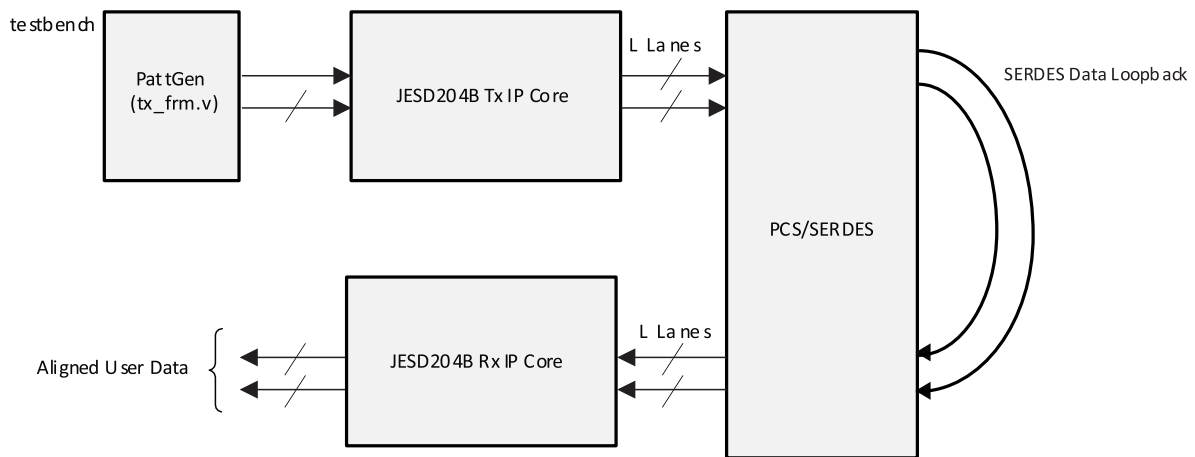 testbench
PattGen
(tx_frm.v)
JESD204B Tx IP Core
L Lanes
SERDES Data Loopback
PCS/SERDES
L Lanes
JESD204B Rx IP Core
Aligned User Data